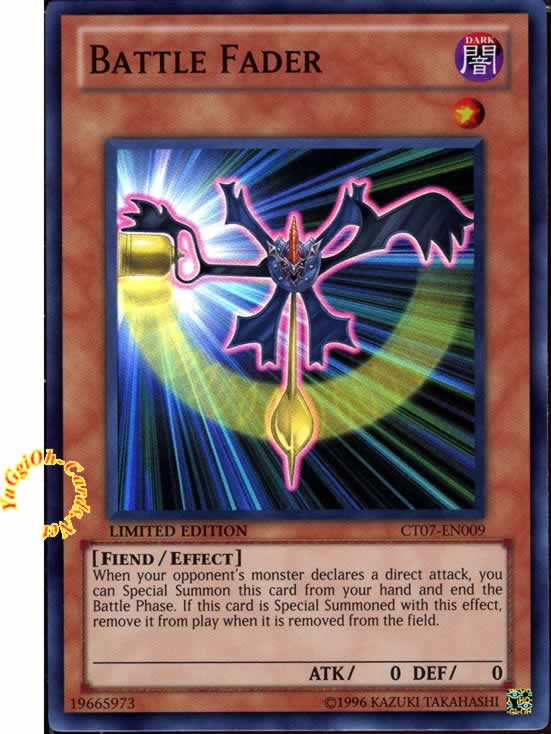 BATTLE FADER
DARK
闇
YuGgiOh-Cards.Net
LIMITED EDITION CT07-EN009
[FIEND / EFFECT]
When your opponent's monster declares a direct attack, you
can Special Summon this card from your hand and end the
Battle Phase. If this card is Special Summoned with this effect,
remove it from play when it is removed from the field.
ATK/ 0 DEF/ 0
19665973 ©1996 KAZUKI TAKAHASHI